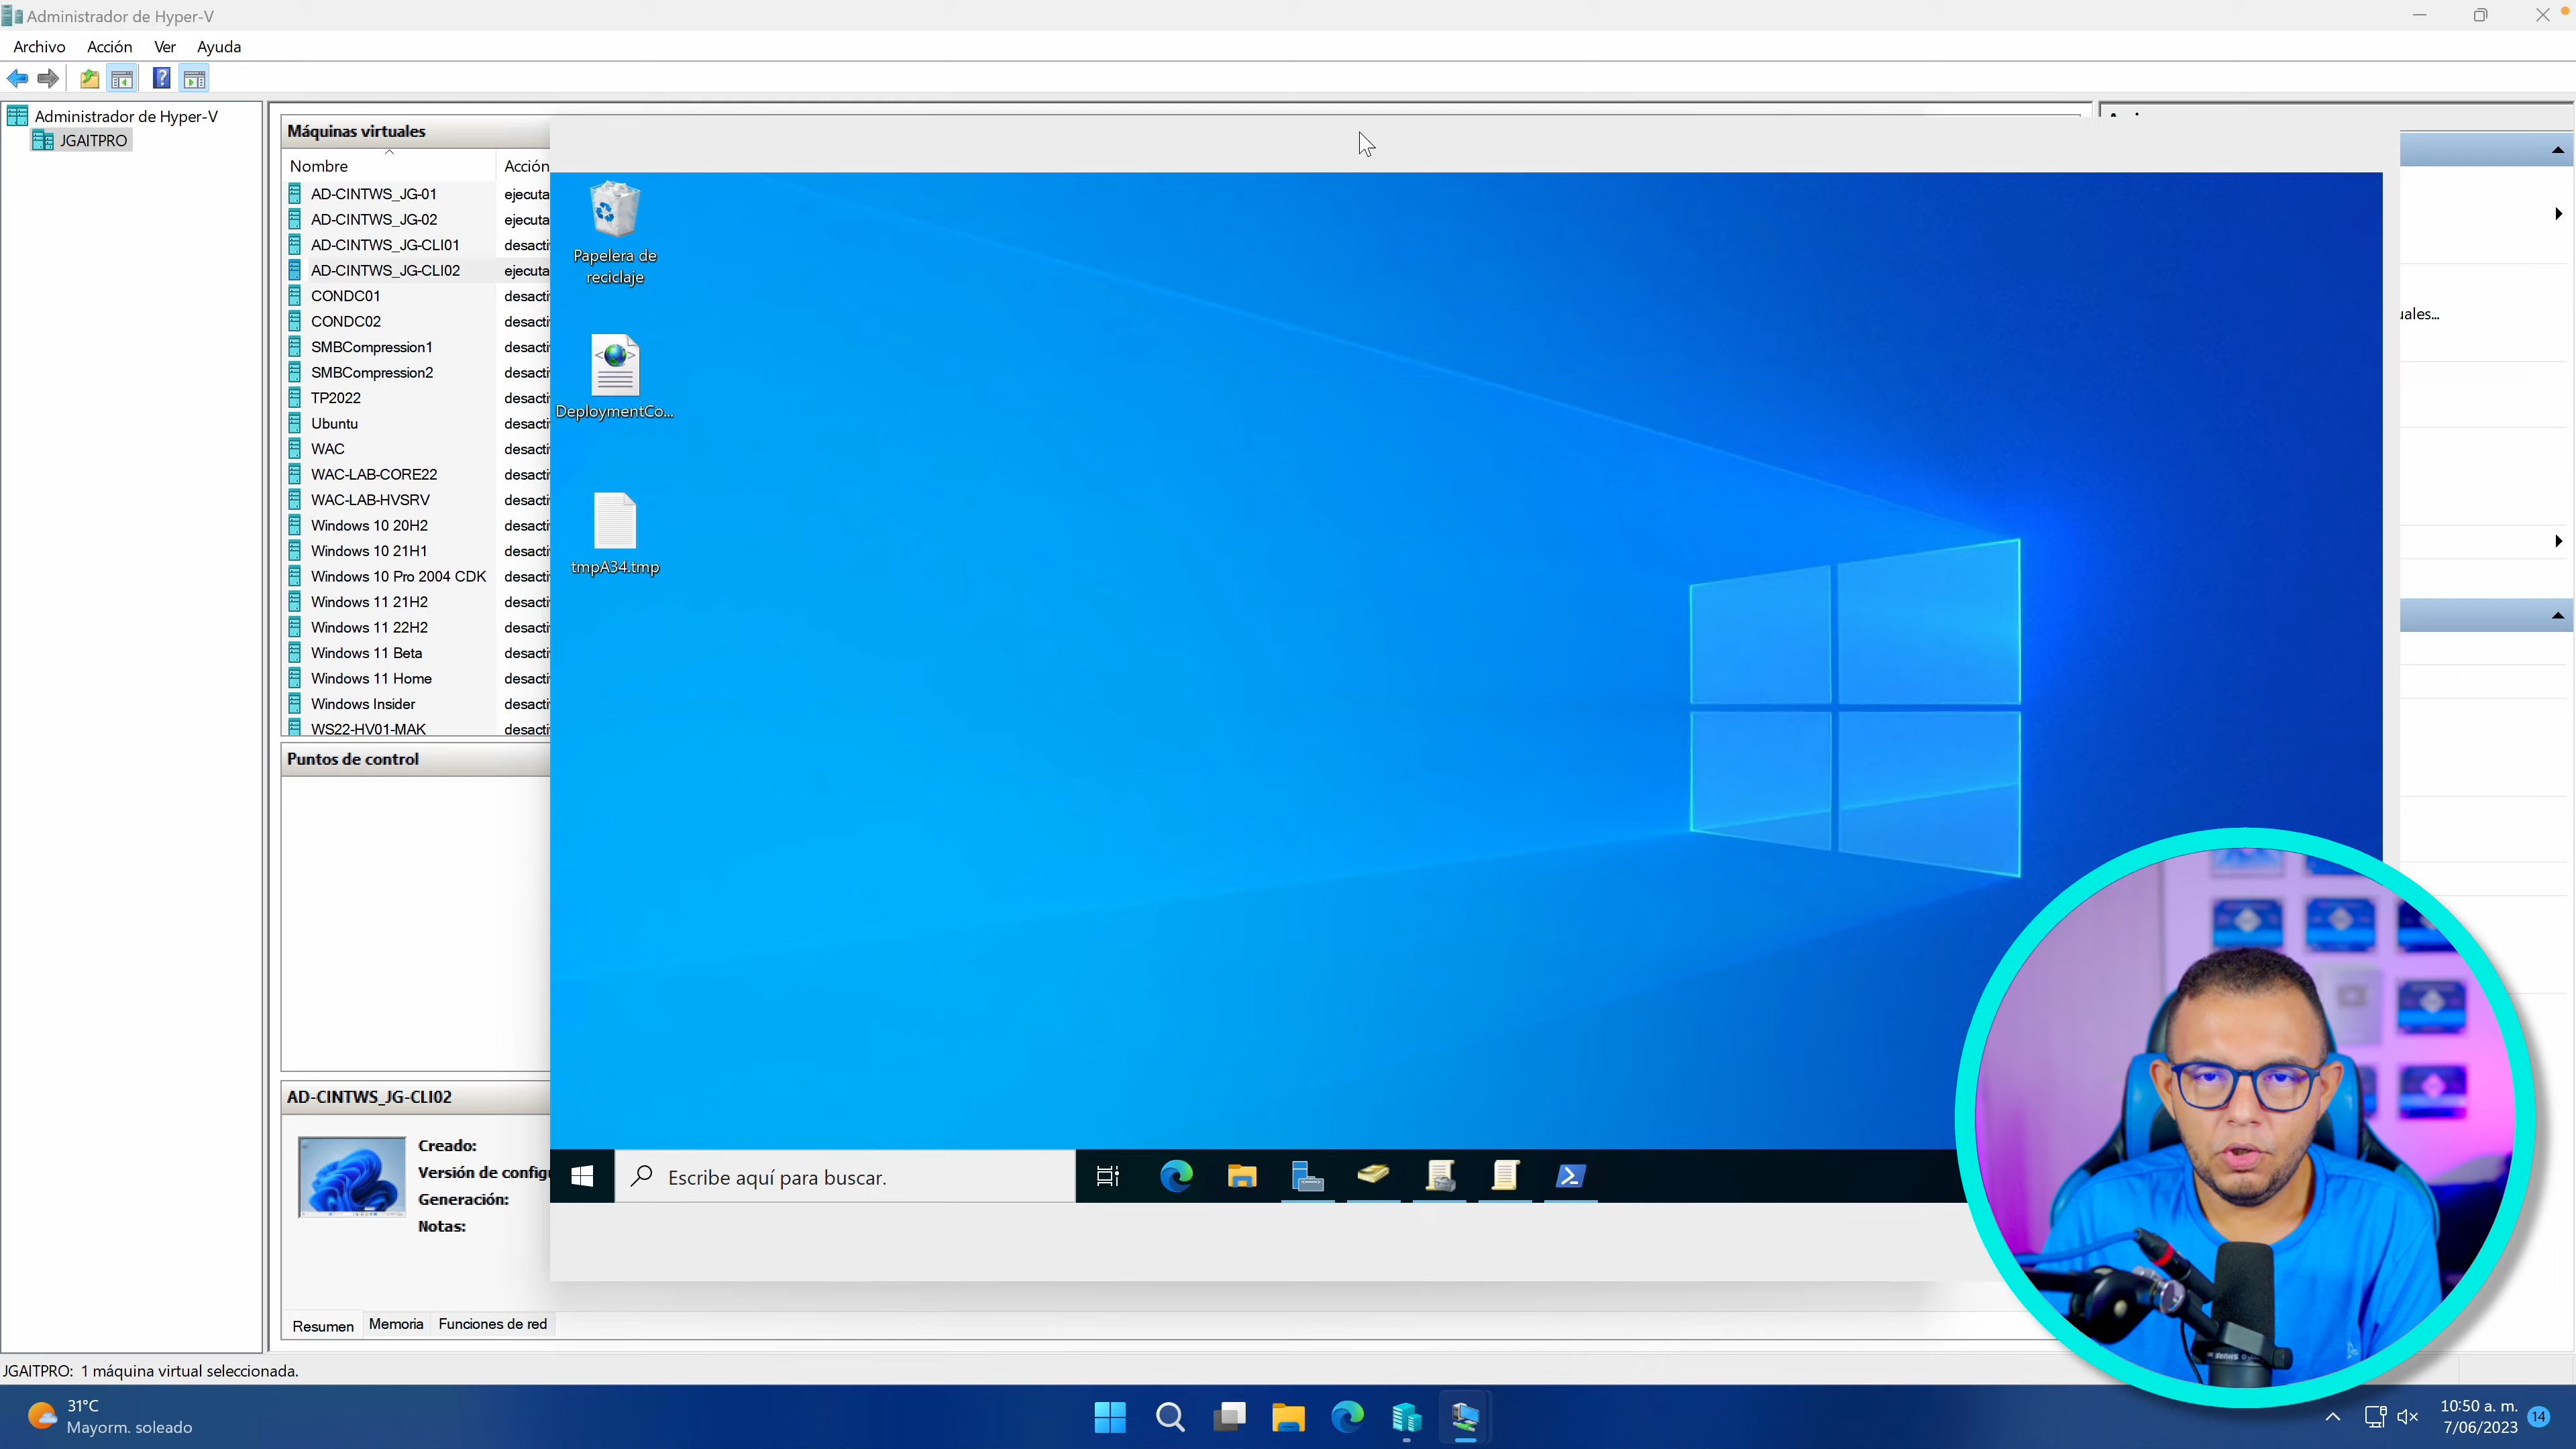 Administrador de Hyper-V
Archivo Acción Ver Ayuda
Administrador de Hyper-V
JGAITPRO
Máquinas virtuales
Nombre Acción
AD-CINTWS_JG-01 ejecuta
AD-CINTWS_JG-02 ejecuta
AD-CINTWS_JG-CLI01 desacti
AD-CINTWS_JG-CLI02 ejecuta
CONDC01 desacti
CONDC02 desacti
SMBCompression1 desacti
SMBCompression2 desacti
TP2022 desacti
Ubuntu desacti
WAC desacti
WAC-LAB-CORE22 desacti
WAC-LAB-HVSRV desacti
Windows 10 20H2 desacti
Windows 10 21H1 desacti
Windows 10 Pro 2004 CDK desacti
Windows 11 21H2 desacti
Windows 11 22H2 desacti
Windows 11 Beta desacti
Windows 11 Home desacti
Windows Insider desacti
WS22-HV01-MAK desacti
Puntos de control
AD-CINTWS_JG-CLI02
Creado:
Versión de configu
Generación:
Notas:
Resumen Memoria Funciones de red
JGAITPRO: 1 máquina virtual seleccionada.
Papelera de
reciclaje
DeploymentCo...
tmpA34.tmp
Escribe aquí para buscar.
uales...
31°C
Mayorm. soleado
10:50 a. m.
7/06/2023
14